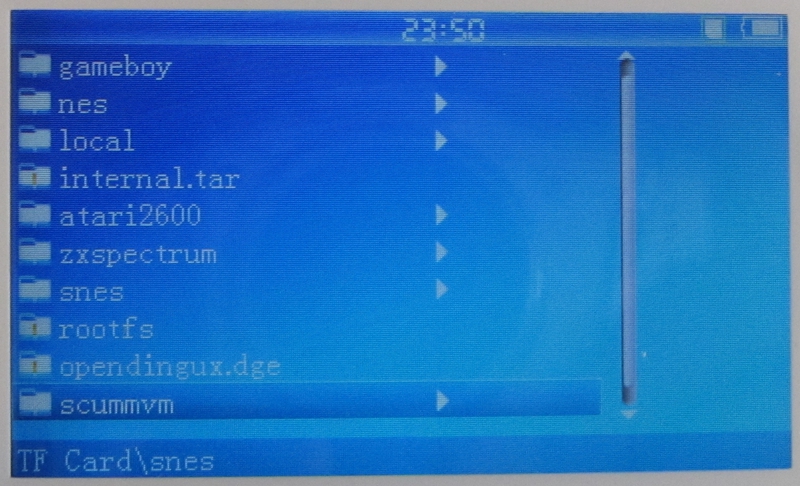 23:50
gameboy
nes
local
internal.tar
atari2600
zxspectrum
snes
rootfs
opendingux.dge
scummvm
TF Card\snes